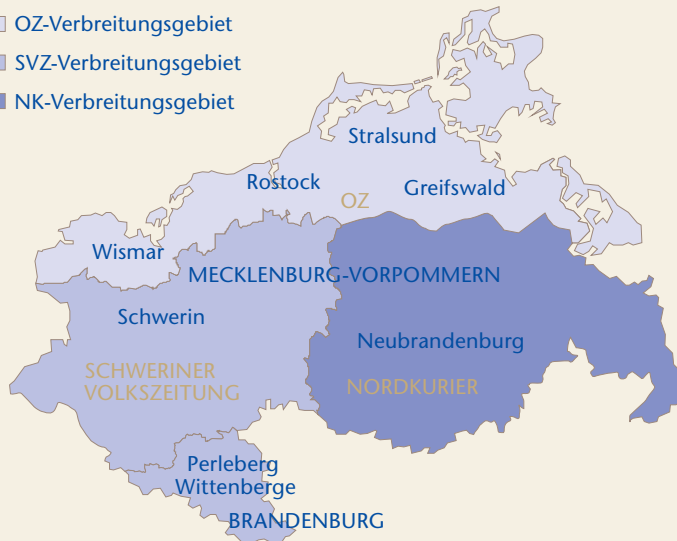 OZ-Verbreitungsgebiet
SVZ-Verbreitungsgebiet
NK-Verbreitungsgebiet
Stralsund
Rostock
Greifswald
OZ
Wismar
MECKLENBURG-VORPOMMERN
Schwerin
Neubrandenburg
SCHWERINER
VOLKSZEITUNG
NORDKURIER
Perleberg
Wittenberge
BRANDENBURG